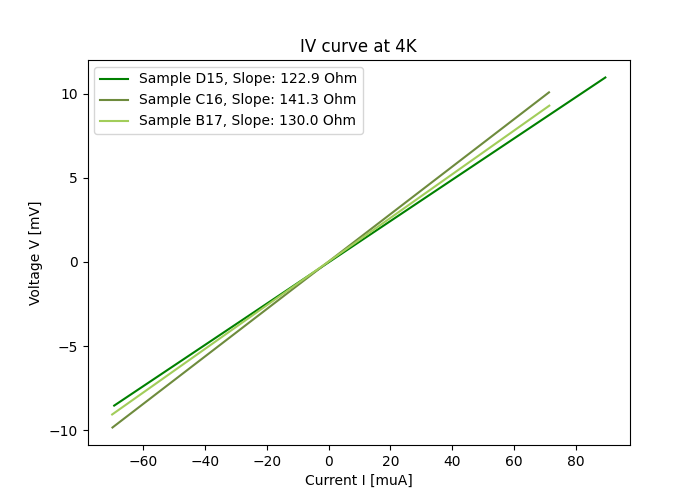 IV curve at 4K
Sample D15, Slope: 122.9 Ohm
Sample C16, Slope: 141.3 Ohm
Sample B17, Slope: 130.0 Ohm
10
5
0
−5
−10
Voltage V [mV]
−60 −40 −20 0 20 40 60 80
Current I [muA]